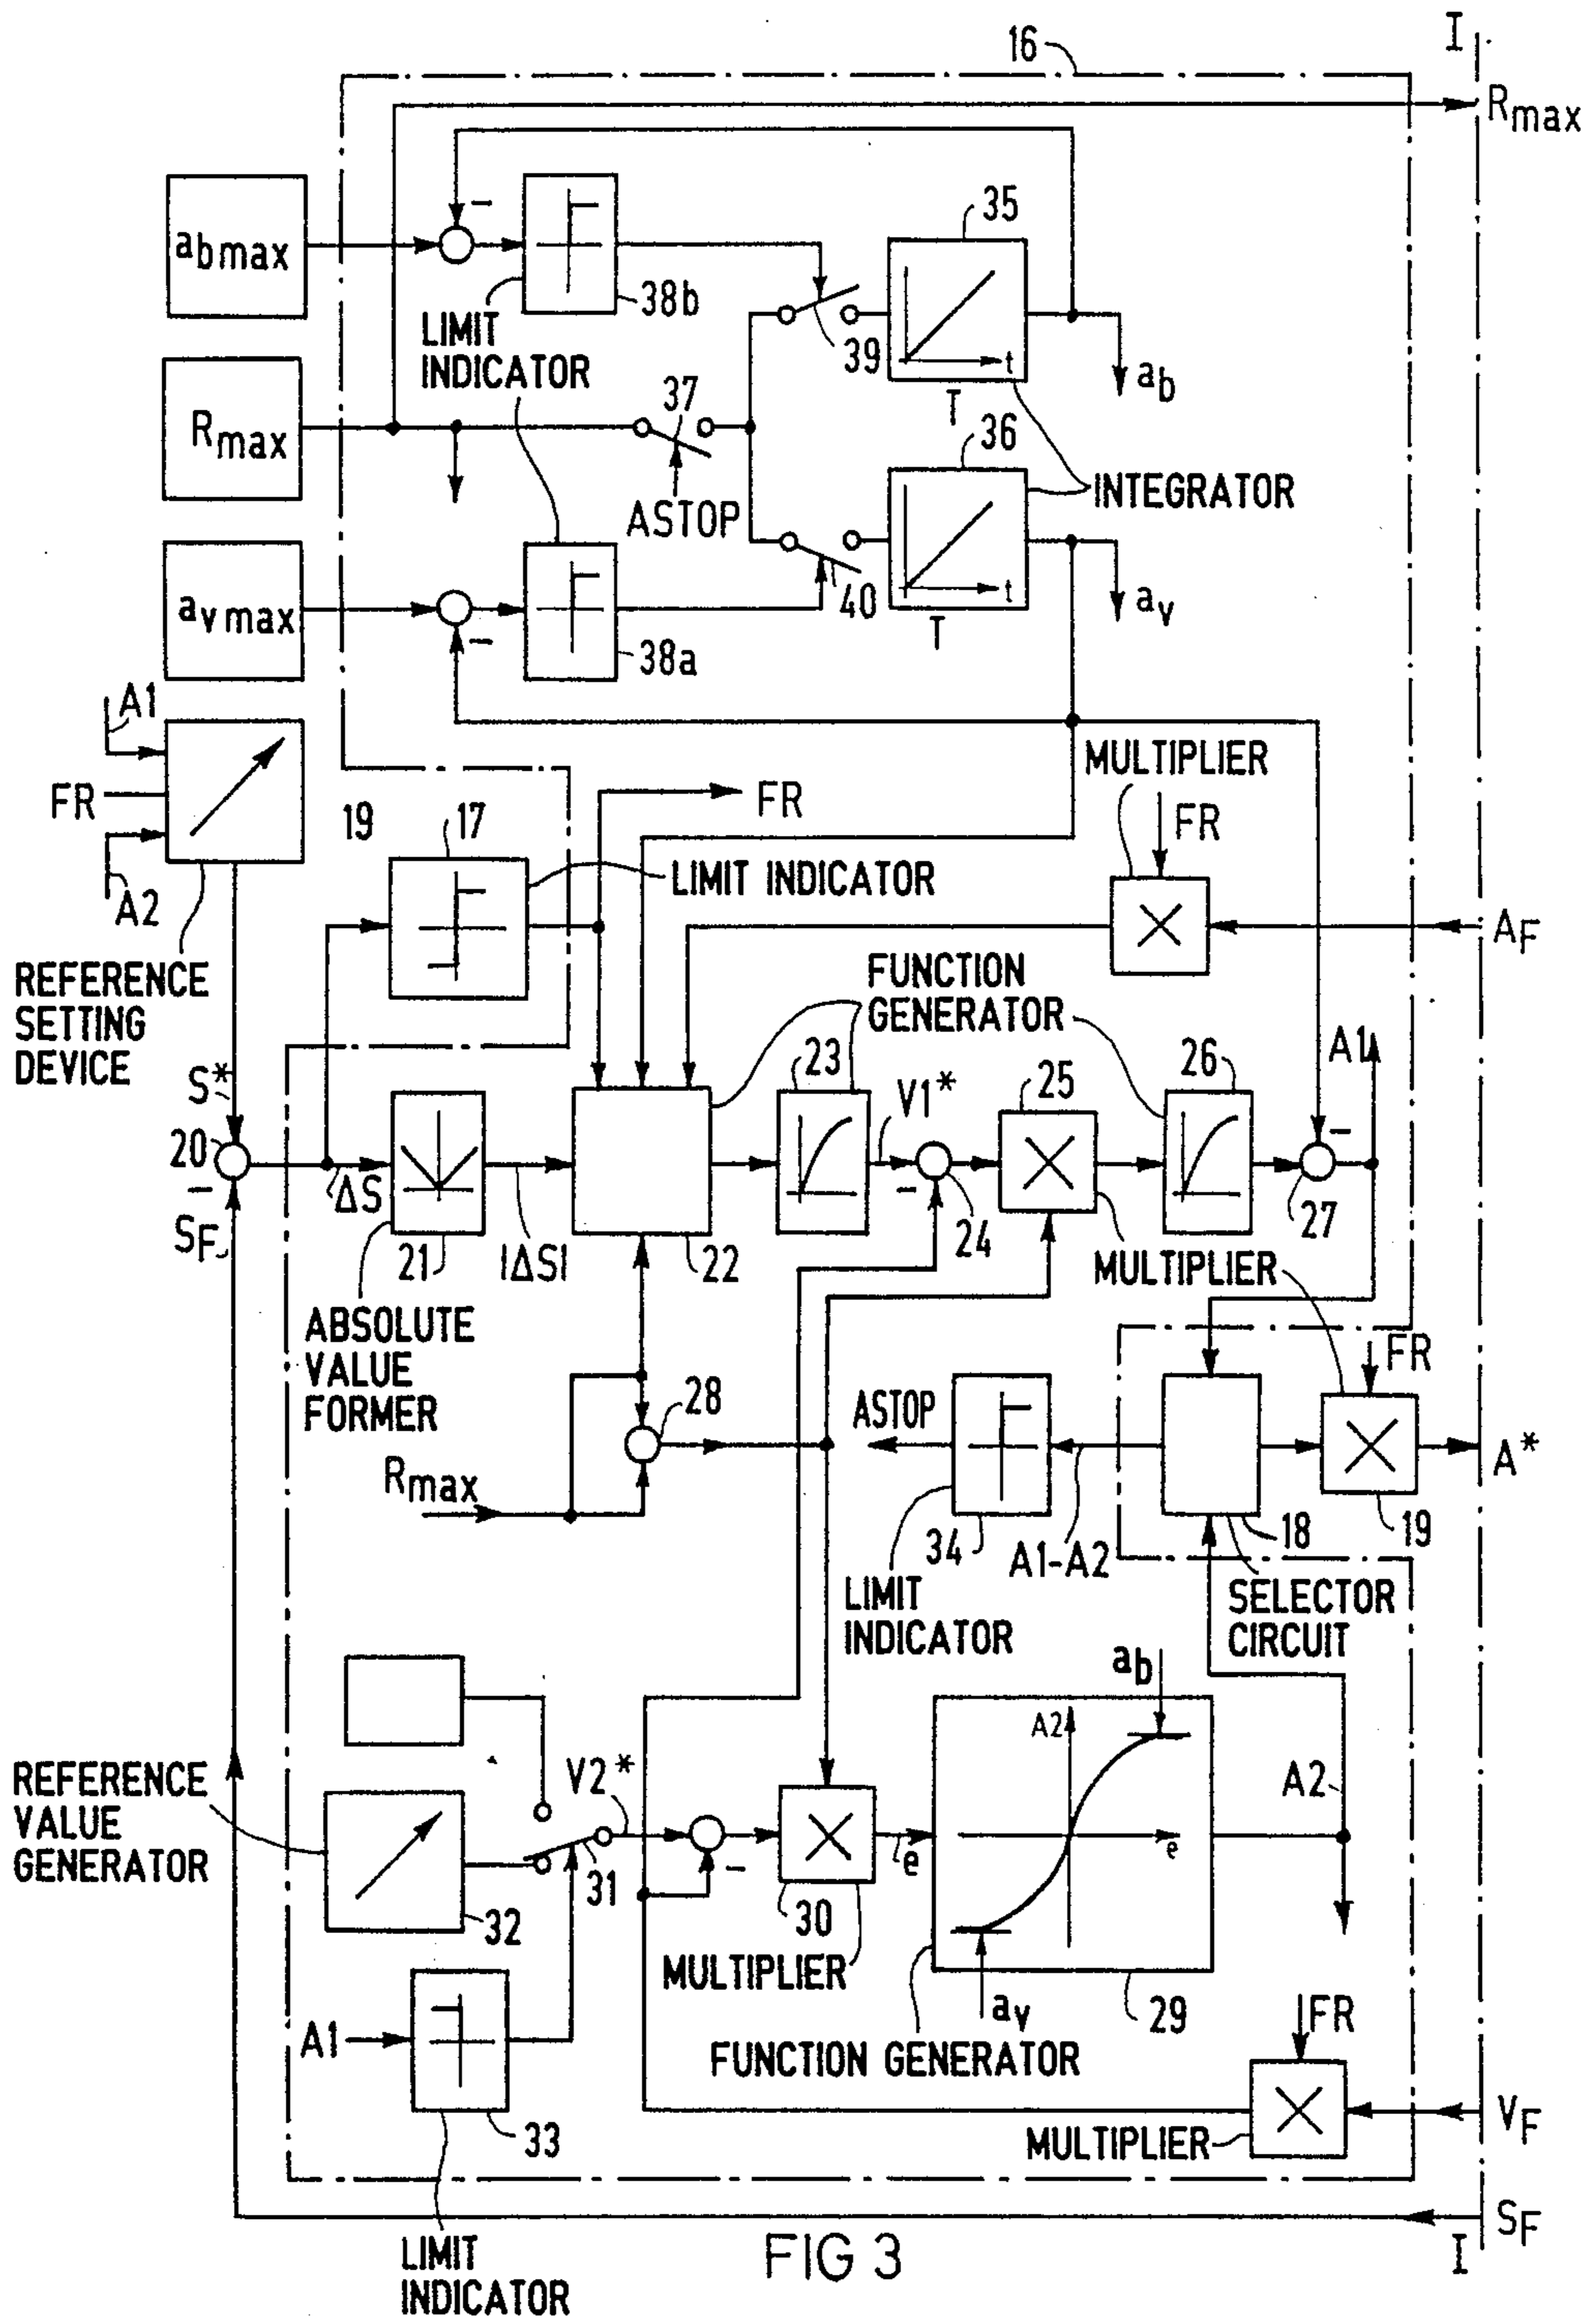 I
16
Rmax
abmax
-
35
38b
LIMIT
INDICATOR
39
t
T
ab
37
Rmax
36
ASTOP
INTEGRATOR
avmax
-
40
t
T
av
38a
A1
FR
A2
MULTIPLIER
FR
19
17
FR
LIMIT INDICATOR
AF
REFERENCE
SETTING
DEVICE
FUNCTION
GENERATOR
S*
23
V1*
25
26
A1
-
20
-
ΔS
SF
21
|ΔS|
22
-
24
27
MULTIPLIER
ABSOLUTE
VALUE
FORMER
FR
28
ASTOP
A*
Rmax
34
A1-A2
18
19
LIMIT
INDICATOR
SELECTOR
CIRCUIT
ab
A2
REFERENCE
VALUE
GENERATOR
V2*
A2
31
-
e
e
32
30
MULTIPLIER
av
29
FUNCTION GENERATOR
FR
A1
33
MULTIPLIER
VF
SF
LIMIT
INDICATOR
FIG 3
I